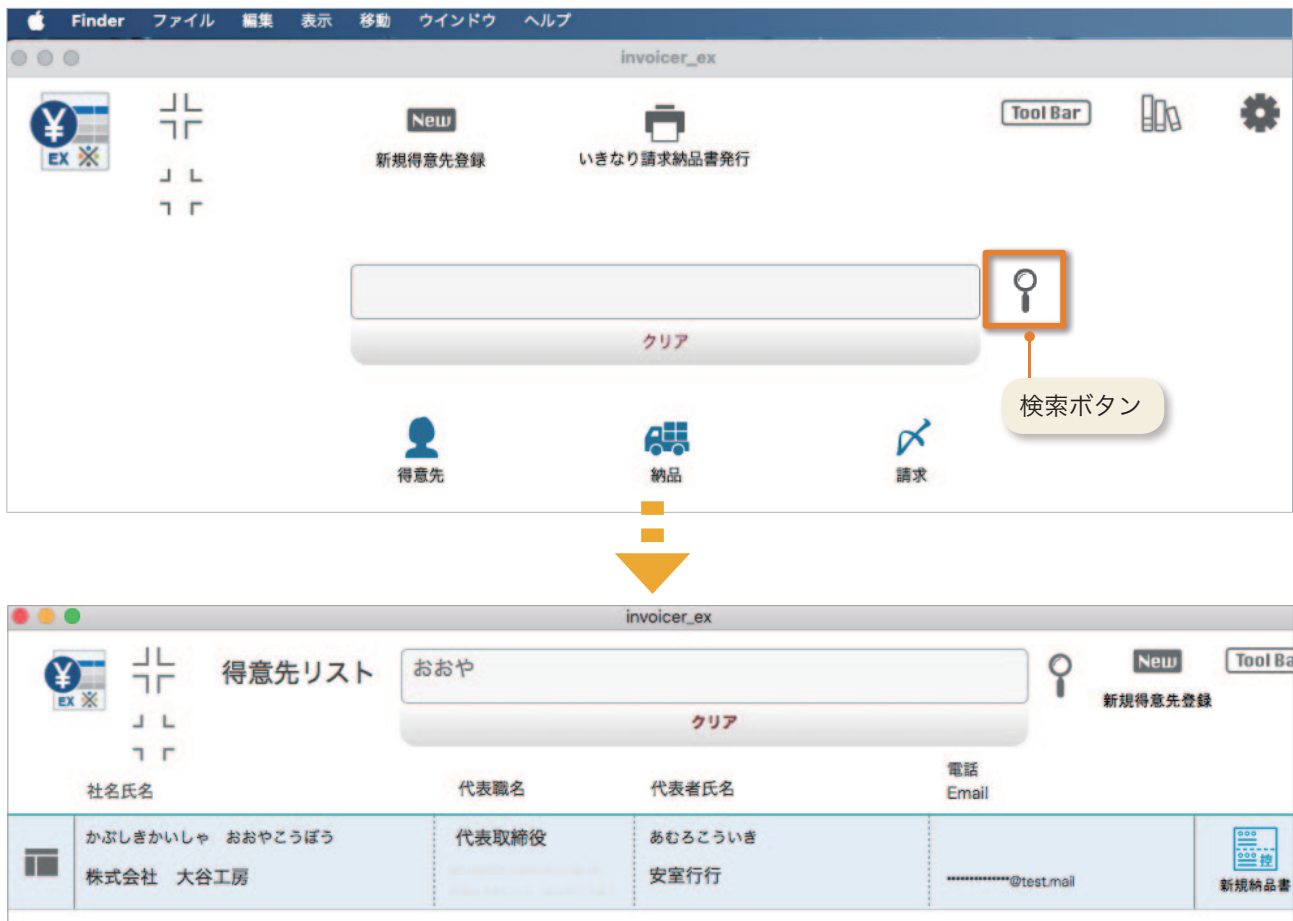 Finder ファイル 編集 表示 移動 ウインドウ ヘルプ
invoicer_ex
¥
EX ※
New
新規得意先登録
いきなり請求納品書発行
Tool Bar
クリア
検索ボタン
得意先
納品
請求
invoicer_ex
¥
EX ※
得意先リスト
おおや
クリア
New
新規得意先登録
Tool Ba
社名氏名
代表職名
代表者氏名
電話
Email
かぶしきかいしゃ おおやこうぼう
株式会社 大谷工房
代表取締役
あむろこういき
安室行行
**************@test.mail
控
新規納品書